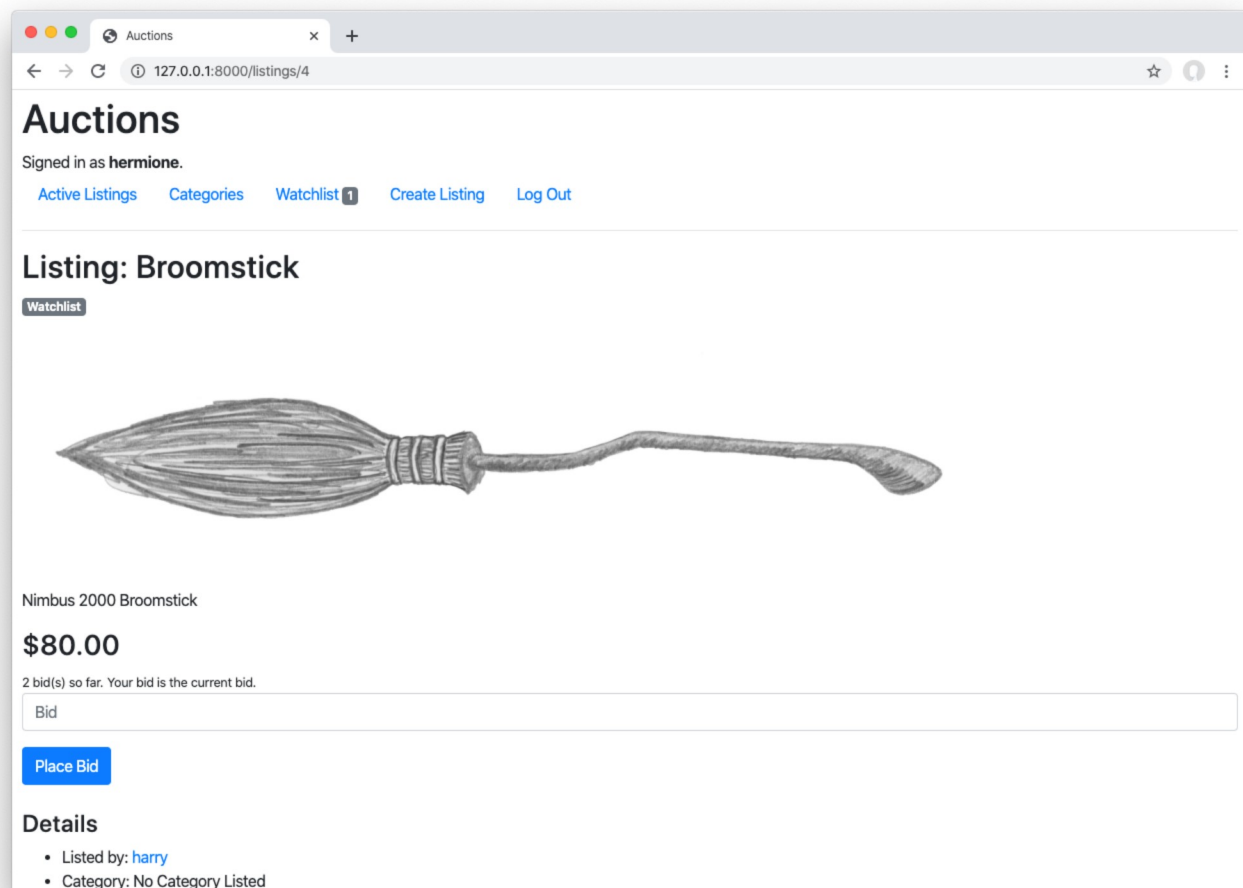 Auctions
127.0.0.1:8000/listings/4
Auctions
Signed in as hermione.
Active Listings Categories Watchlist 1 Create Listing Log Out
Listing: Broomstick
Watchlist
Nimbus 2000 Broomstick
$80.00
2 bid(s) so far. Your bid is the current bid.
Bid
Place Bid
Details
• Listed by: harry
• Category: No Category Listed